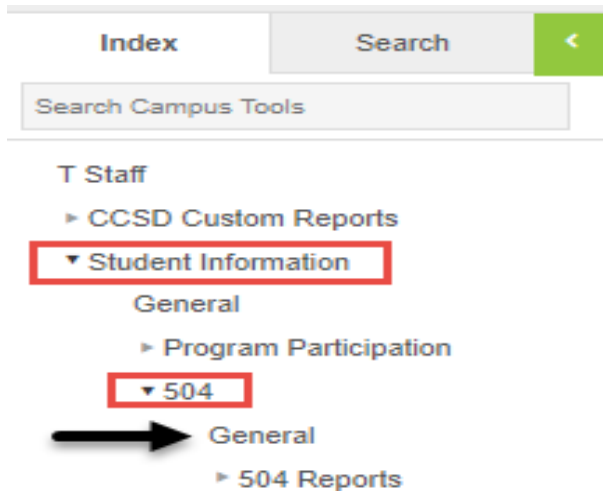 Index Search <
Search Campus Tools
T Staff
CCSD Custom Reports
Student Information
General
Program Participation
504
General
504 Reports